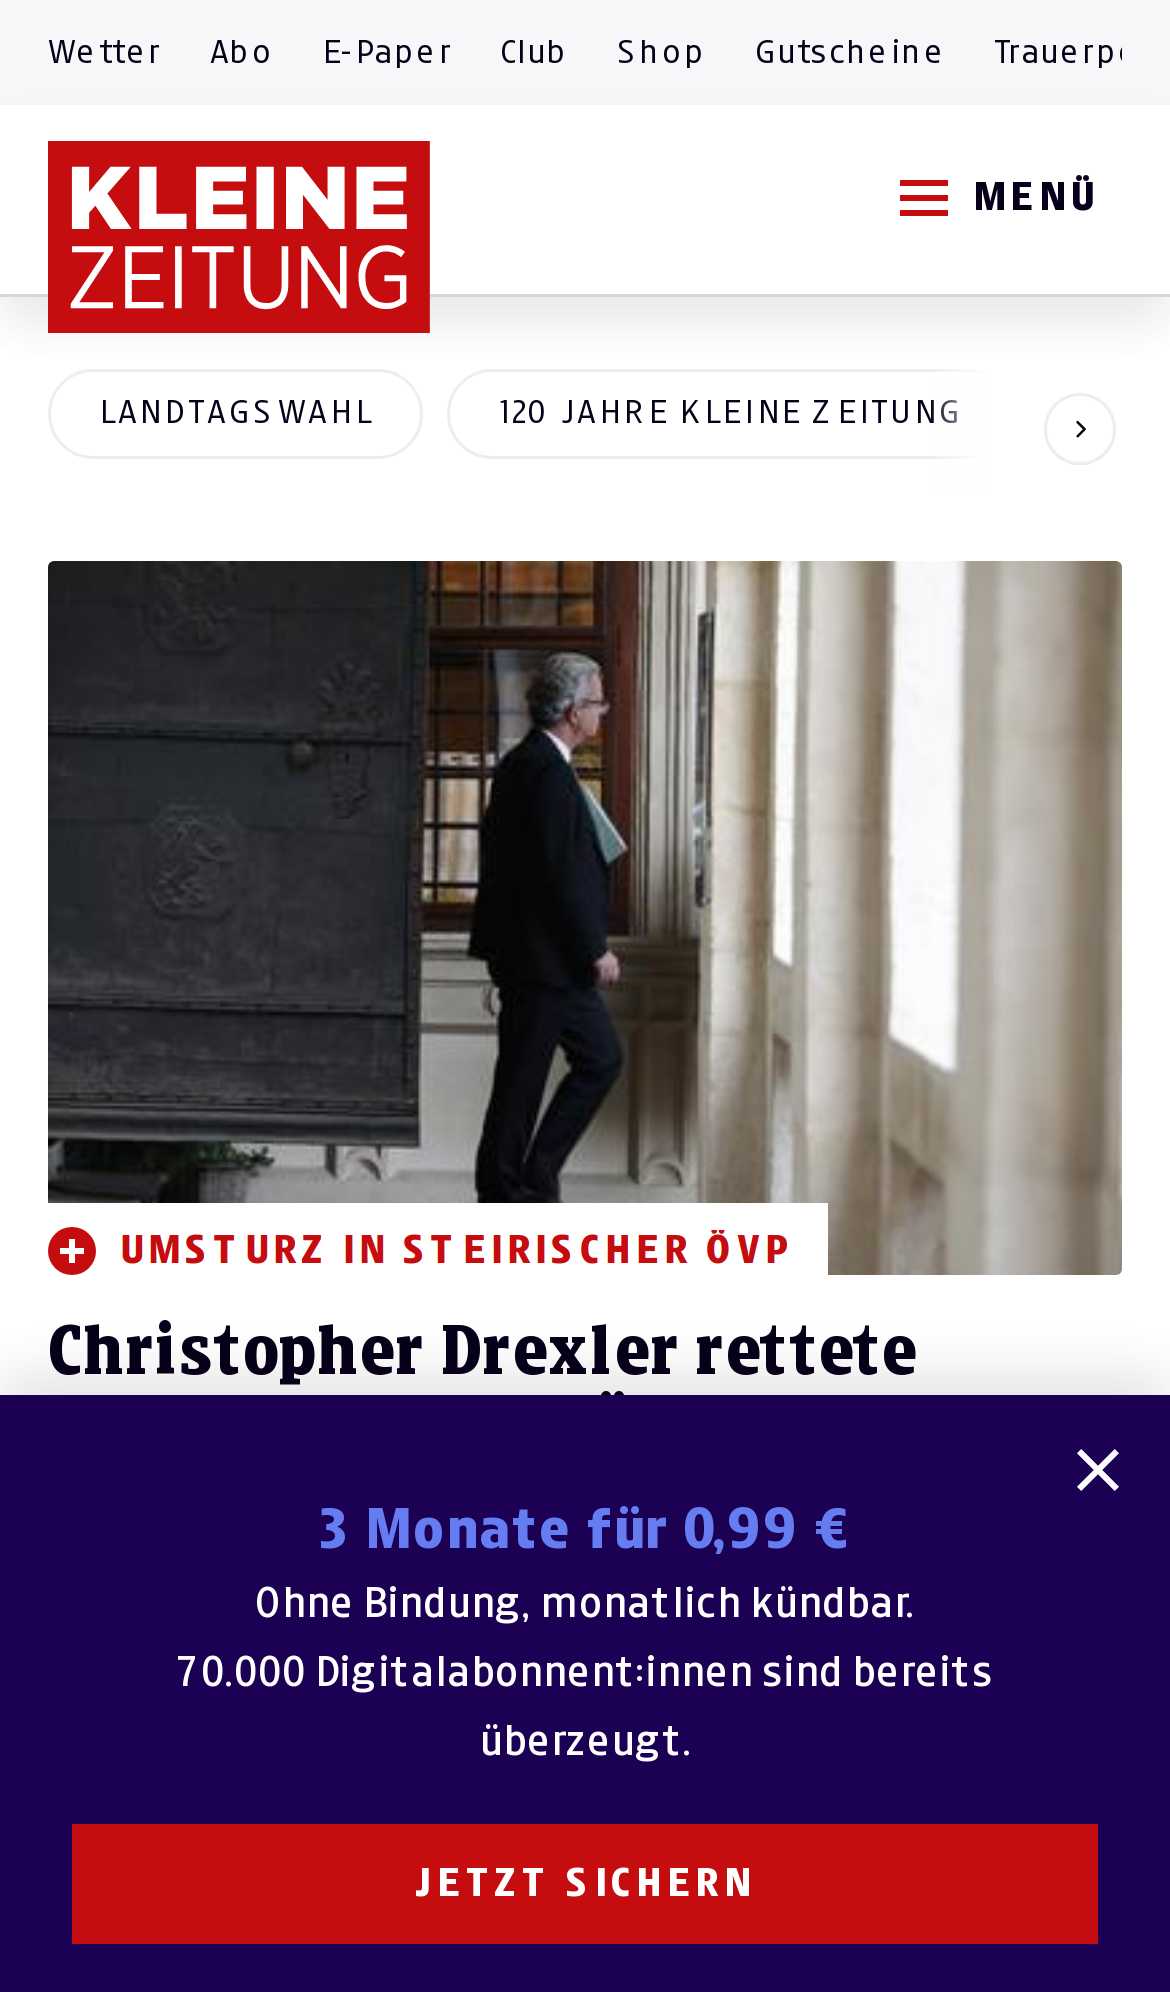 Wetter Abo E-Paper Club Shop Gutscheine
KLEINE
ZEITUNG
MENÜ
LANDTAGSWAHL 120 JAHRE KLEINE ZEITUNG
UMSTURZ IN STEIRISCHER ÖVP
Christopher Drexler rettete
3 Monate für 0,99 €
Ohne Bindung, monatlich kündbar.
70.000 Digitalabonnent:innen sind bereits
überzeugt.
JETZT SICHERN